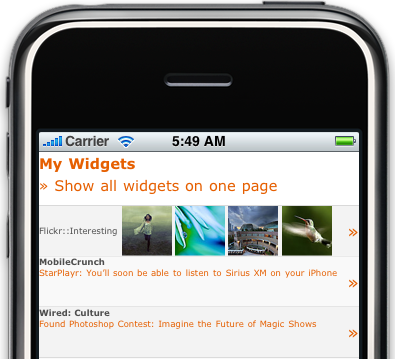 Carrier 5:49 AM
My Widgets
» Show all widgets on one page
Flickr::Interesting »
MobileCrunch
StarPlayr: You'll soon be able to listen to Sirius XM on your iPhone
»
Wired: Culture
Found Photoshop Contest: Imagine the Future of Magic Shows
»